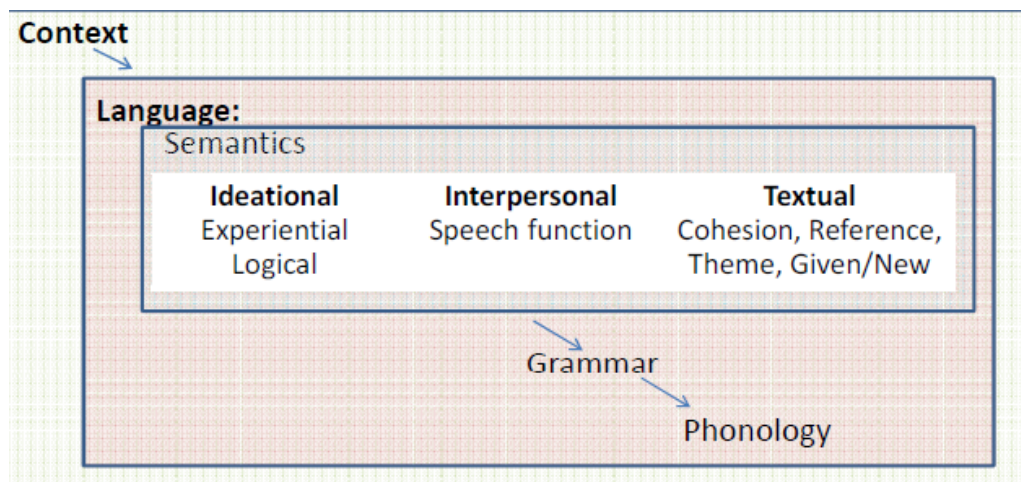 Context
Language:
Semantics
Ideational
Experiential
Logical
Interpersonal
Speech function
Textual
Cohesion, Reference,
Theme, Given/New
Grammar
Phonology